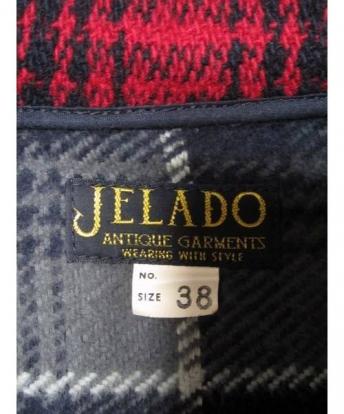 JELADO
ANTIQUE GARMENTS
WEARING WITH STYLE
NO.
SIZE 38